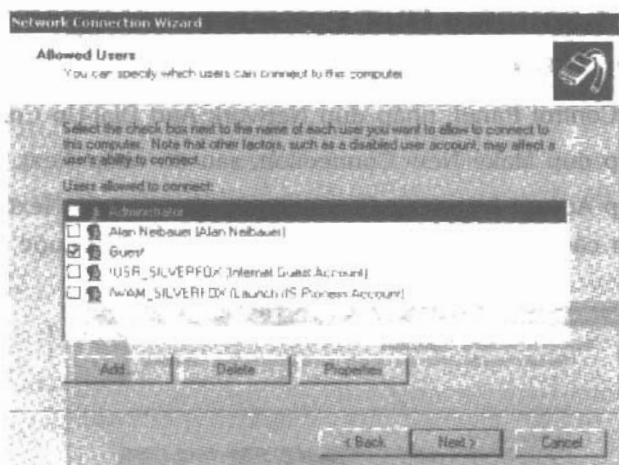 Network Connection Wizard
Allowed Users
You can specify which users can connect to this computer
Select the check box next to the name of each user you want to allow to connect to
this computer. Note that other factors, such as a disabled user account, may affect a
user's ability to connect.
Users allowed to connect:
Administrator
Alan Neibauer (Alan Neibauer)
Guest
IUSR_SILVERFOX (Internet Guest Account)
IWAM_SILVERFOX (Launch IIS Process Account)
Add...
Delete
Properties
< Back
Next >
Cancel